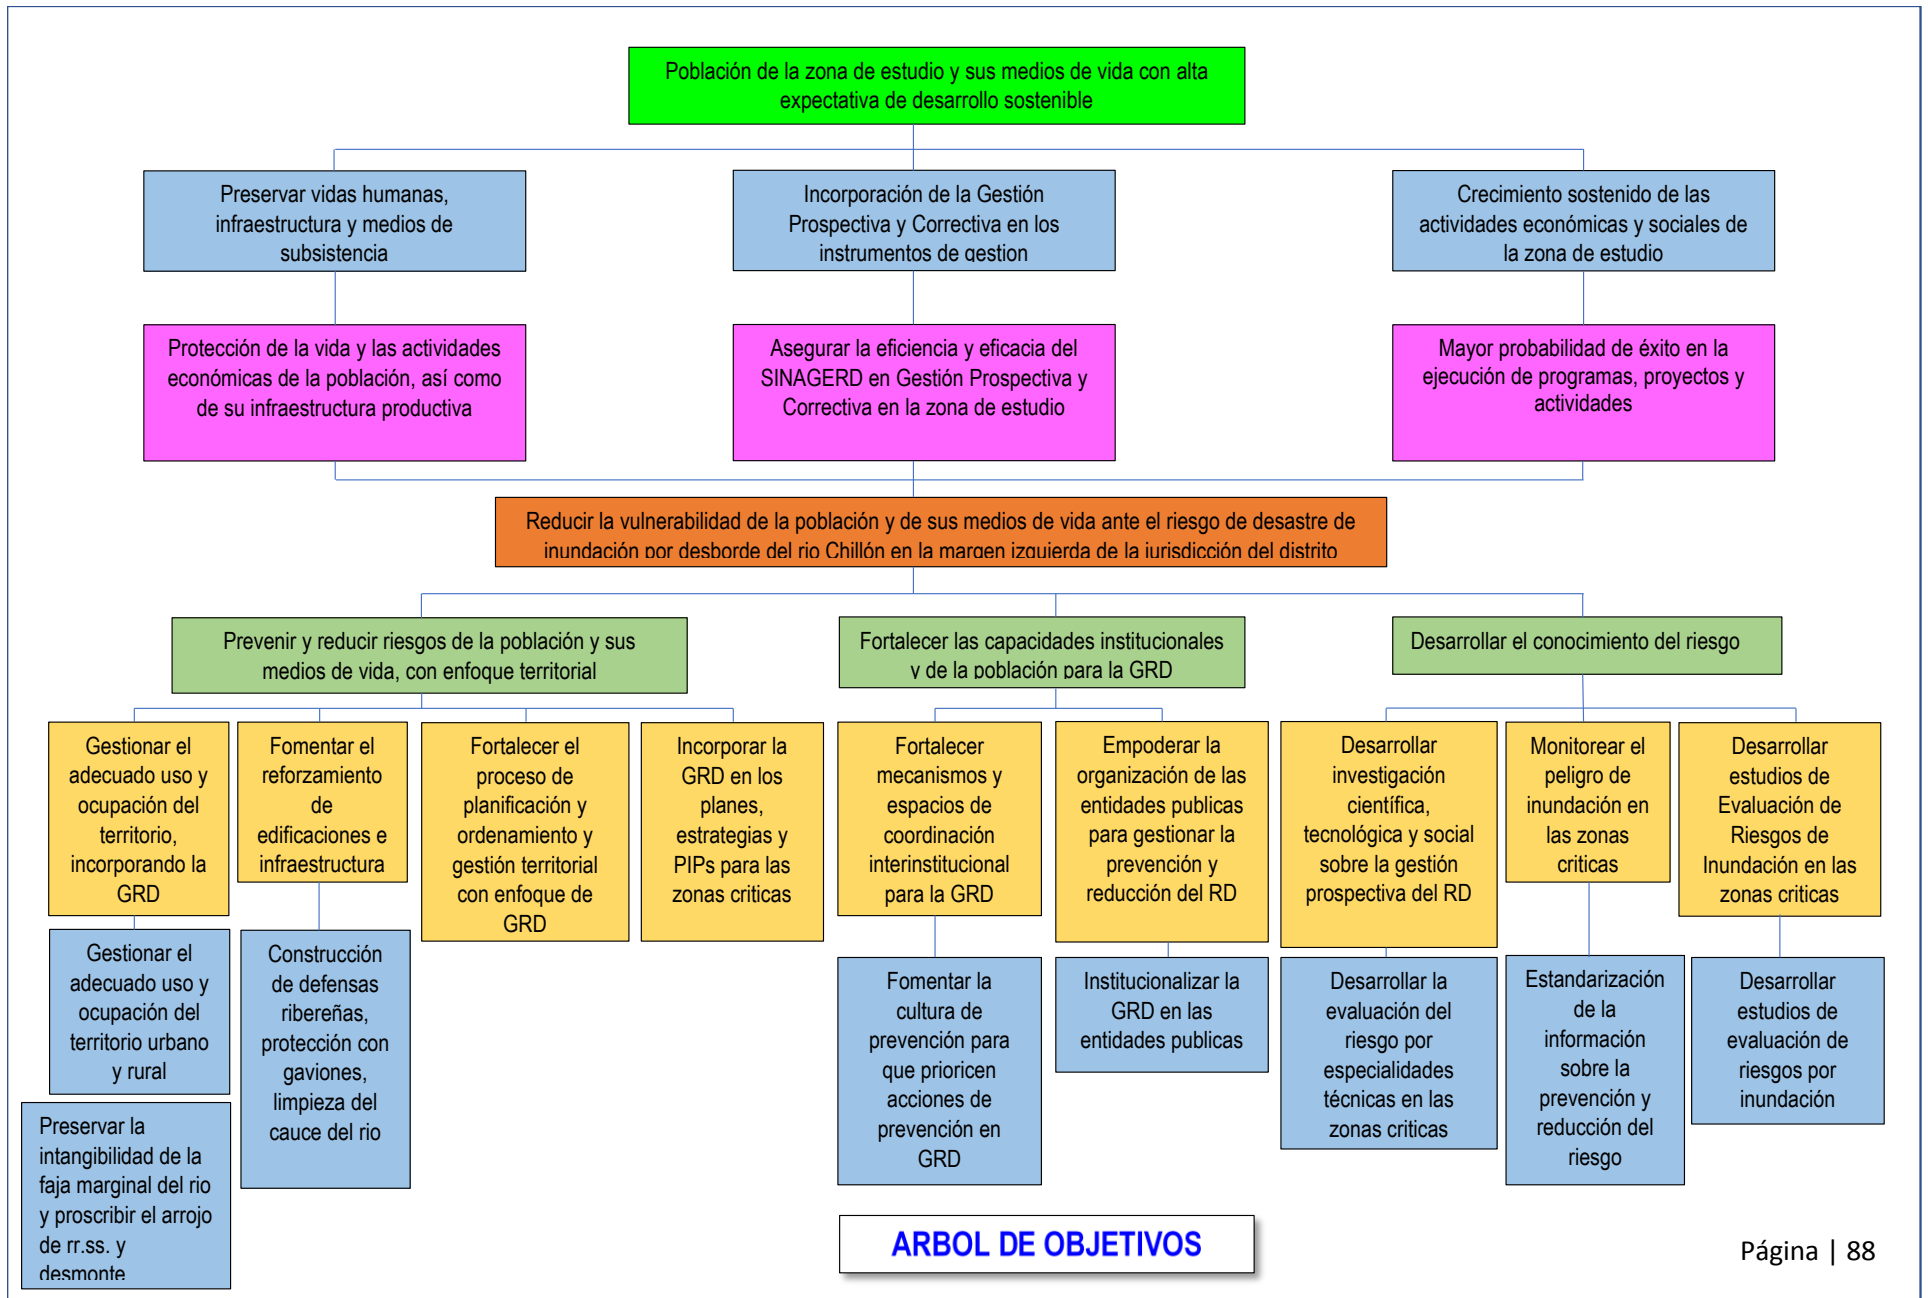 Población de la zona de estudio y sus medios de vida con alta
expectativa de desarrollo sostenible
Preservar vidas humanas,
infraestructura y medios de
subsistencia
Incorporación de la Gestión
Prospectiva y Correctiva en los
instrumentos de gestion
Crecimiento sostenido de las
actividades económicas y sociales de
la zona de estudio
Protección de la vida y las actividades
económicas de la población, así como
de su infraestructura productiva
Asegurar la eficiencia y eficacia del
SINAGERD en Gestión Prospectiva y
Correctiva en la zona de estudio
Mayor probabilidad de éxito en la
ejecución de programas, proyectos y
actividades
Reducir la vulnerabilidad de la población y de sus medios de vida ante el riesgo de desastre de
inundación por desborde del rio Chillón en la margen izquierda de la jurisdicción del distrito
Prevenir y reducir riesgos de la población y sus
medios de vida, con enfoque territorial
Fortalecer las capacidades institucionales
y de la población para la GRD
Desarrollar el conocimiento del riesgo
Gestionar el
adecuado uso y
ocupación del
territorio,
incorporando la
GRD
Fomentar el
reforzamiento
de
edificaciones e
infraestructura
Fortalecer el
proceso de
planificación y
ordenamiento y
gestión territorial
con enfoque de
GRD
Incorporar la
GRD en los
planes,
estrategias y
PIPs para las
zonas criticas
Fortalecer
mecanismos y
espacios de
coordinación
interinstitucional
para la GRD
Empoderar la
organización de las
entidades publicas
para gestionar la
prevención y
reducción del RD
Desarrollar
investigación
científica,
tecnológica y social
sobre la gestión
prospectiva del RD
Monitorear el
peligro de
inundación en
las zonas
criticas
Desarrollar
estudios de
Evaluación de
Riesgos de
Inundación en las
zonas criticas
Gestionar el
adecuado uso y
ocupación del
territorio urbano
y rural
Construcción
de defensas
ribereñas,
protección con
gaviones,
limpieza del
cauce del rio
Fomentar la
cultura de
prevención para
que prioricen
acciones de
prevención en
GRD
Institucionalizar la
GRD en las
entidades publicas
Desarrollar la
evaluación del
riesgo por
especialidades
técnicas en las
zonas criticas
Estandarización
de la
información
sobre la
prevención y
reducción del
riesgo
Desarrollar
estudios de
evaluación de
riesgos por
inundación
Preservar la
intangibilidad de la
faja marginal del rio
y proscribir el arrojo
de rr.ss. y
desmonte
ARBOL DE OBJETIVOS
Página | 88